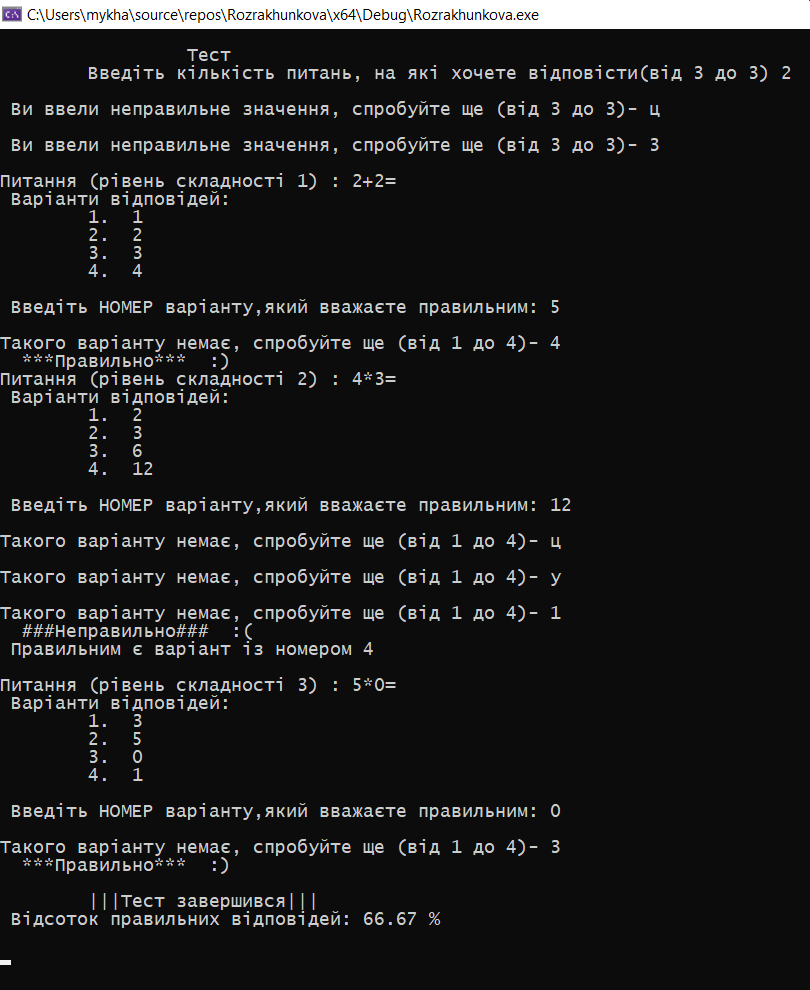 C:\Users\mykha\source\repos\Rozrakhunkova\x64\Debug\Rozrakhunkova.exe
Тест
Введіть кількість питань, на які хочете відповісти(від 3 до 3) 2
Ви ввели неправильне значення, спробуйте ще (від 3 до 3)- ц
Ви ввели неправильне значення, спробуйте ще (від 3 до 3)- 3
Питання (рівень складності 1) : 2+2=
Варіанти відповідей:
1. 1
2. 2
3. 3
4. 4
Введіть НОМЕР варіанту,який вважаєте правильним: 5
Такого варіанту немає, спробуйте ще (від 1 до 4)- 4
***Правильно*** :)
Питання (рівень складності 2) : 4*3=
Варіанти відповідей:
1. 2
2. 3
3. 6
4. 12
Введіть НОМЕР варіанту,який вважаєте правильним: 12
Такого варіанту немає, спробуйте ще (від 1 до 4)- ц
Такого варіанту немає, спробуйте ще (від 1 до 4)- у
Такого варіанту немає, спробуйте ще (від 1 до 4)- 1
###Неправильно### :(
Правильним є варіант із номером 4
Питання (рівень складності 3) : 5*0=
Варіанти відповідей:
1. 3
2. 5
3. 0
4. 1
Введіть НОМЕР варіанту,який вважаєте правильним: 0
Такого варіанту немає, спробуйте ще (від 1 до 4)- 3
***Правильно*** :)
|||Тест завершився|||
Відсоток правильних відповідей: 66.67 %